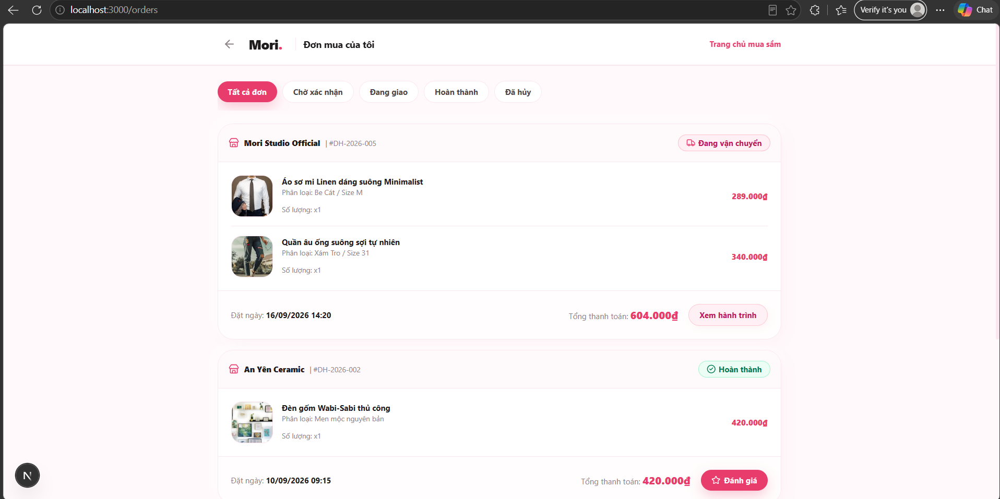 localhost:3000/orders
Verify it's you
Chat
Mori.
Đơn mua của tôi
Trang chủ mua sắm
Tất cả đơn
Chờ xác nhận
Đang giao
Hoàn thành
Đã hủy
Mori Studio Official | #DH-2026-005
Đang vận chuyển
Áo sơ mi Linen dáng suông Minimalist
Phân loại: Be Cát / Size M
Số lượng: x1
289.000₫
Quần âu ống suông sợi tự nhiên
Phân loại: Xám Tro / Size 31
Số lượng: x1
340.000₫
Đặt ngày: 16/09/2026 14:20
Tổng thanh toán: 604.000₫
Xem hành trình
An Yên Ceramic | #DH-2026-002
Hoàn thành
Đèn gốm Wabi-Sabi thủ công
Phân loại: Men mộc nguyên bản
Số lượng: x1
420.000₫
N
Đặt ngày: 10/09/2026 09:15
Tổng thanh toán: 420.000₫
Đánh giá